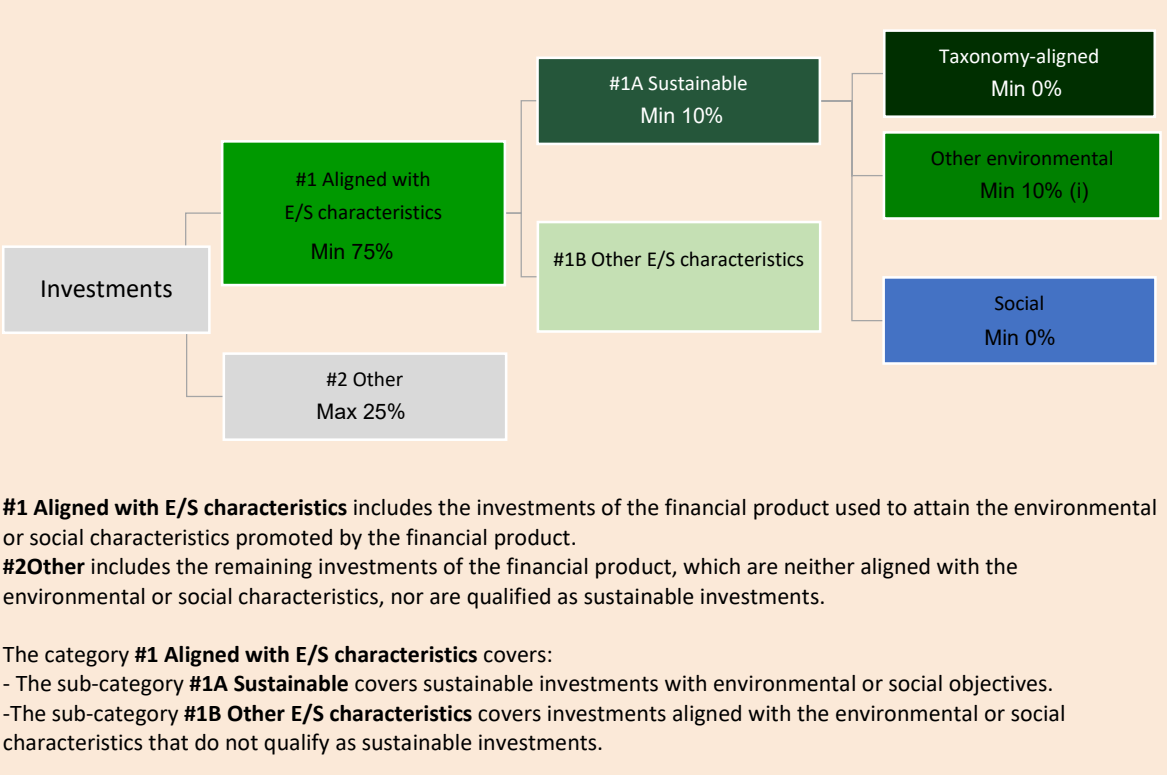 Investments
#1 Aligned with
E/S characteristics
Min 75%
#2 Other
Max 25%
#1A Sustainable
Min 10%
#1B Other E/S characteristics
Taxonomy-aligned
Min 0%
Other environmental
Min 10% (i)
Social
Min 0%
#1 Aligned with E/S characteristics includes the investments of the financial product used to attain the environmental
or social characteristics promoted by the financial product.
#2Other includes the remaining investments of the financial product, which are neither aligned with the
environmental or social characteristics, nor are qualified as sustainable investments.
The category #1 Aligned with E/S characteristics covers:
- The sub-category #1A Sustainable covers sustainable investments with environmental or social objectives.
-The sub-category #1B Other E/S characteristics covers investments aligned with the environmental or social
characteristics that do not qualify as sustainable investments.